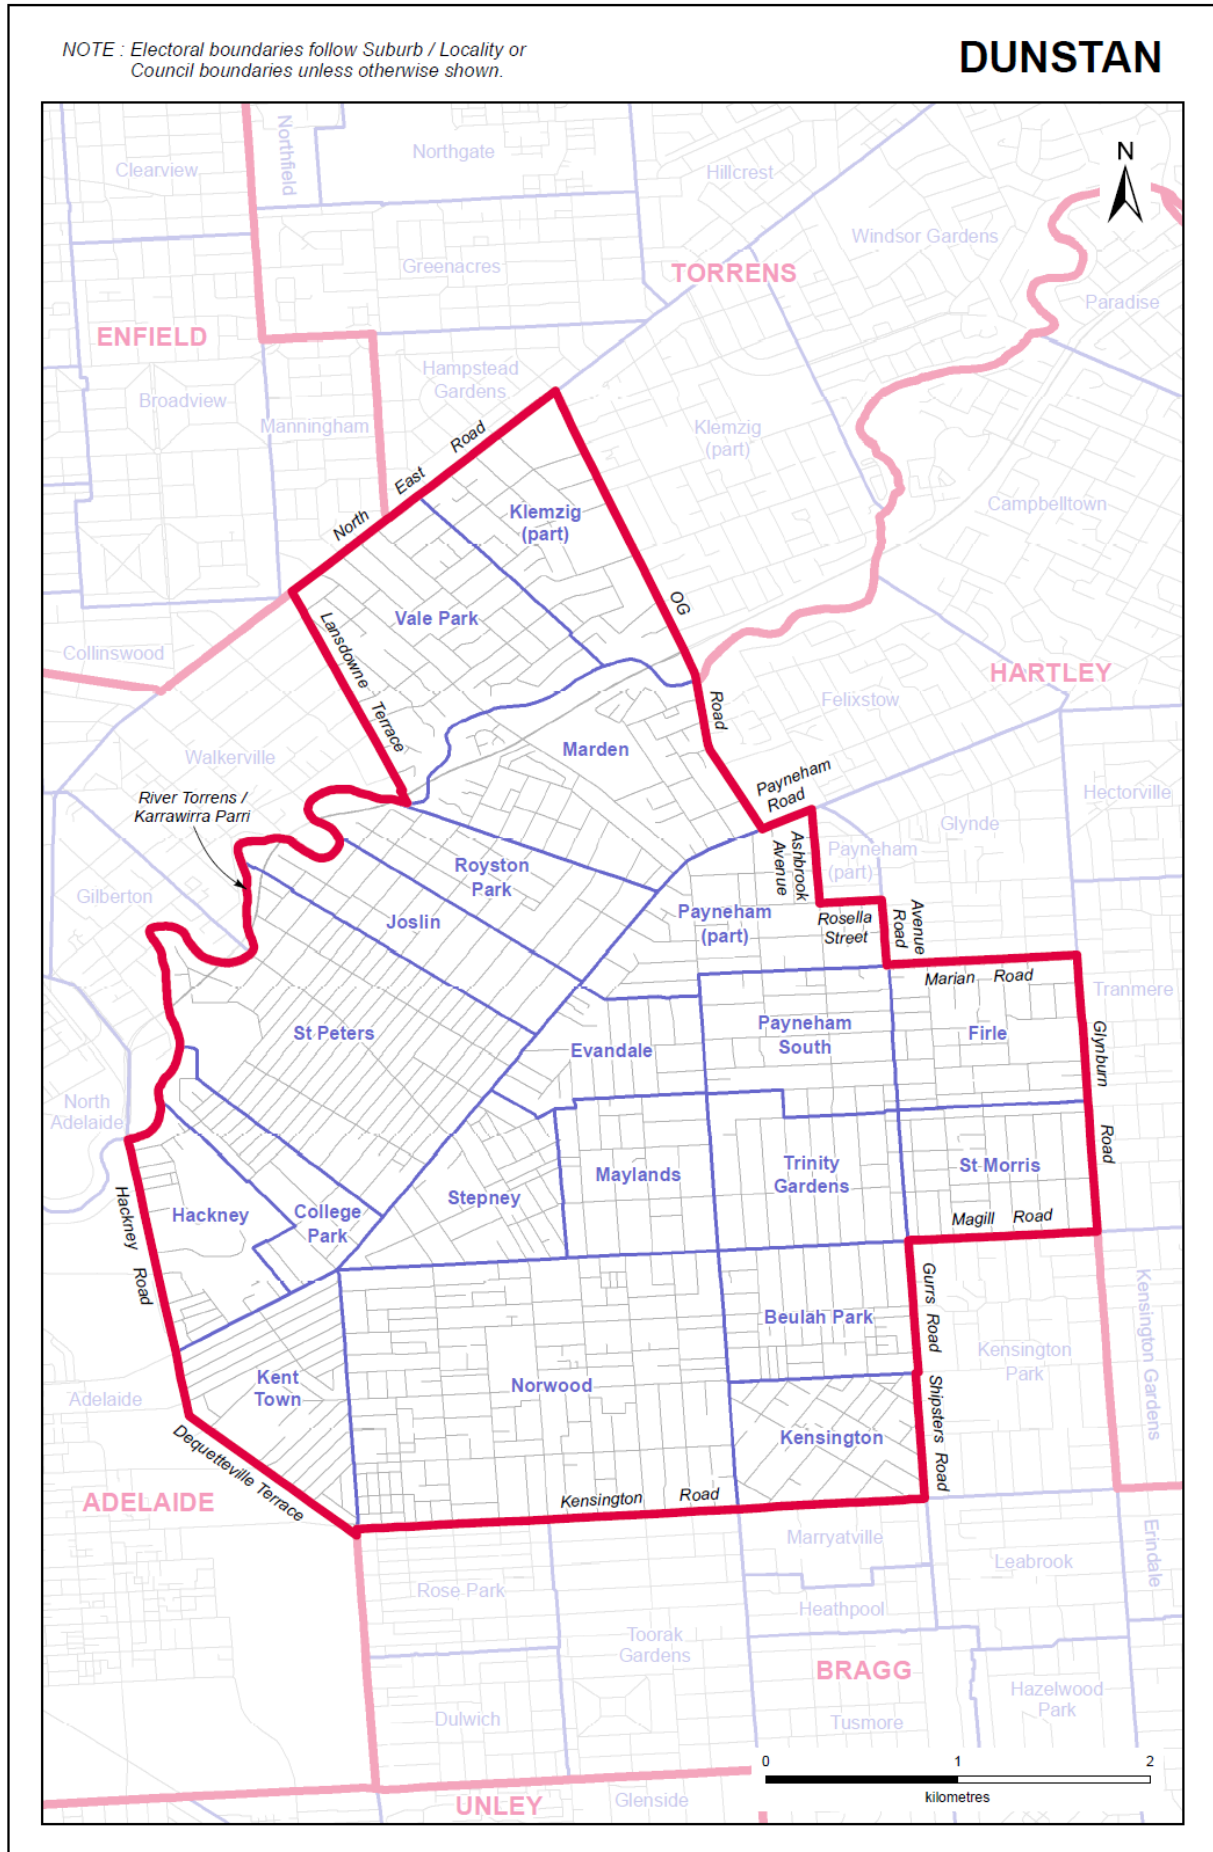 NOTE : Electoral boundaries follow Suburb / Locality or
Council boundaries unless otherwise shown.
DUNSTAN
Northfield
Clearview
Northgate
Hillcrest
N
Windsor Gardens
Greenacres
TORRENS
Paradise
ENFIELD
Hampstead
Gardens
Broadview
Manningham
Klemzig
(part)
North East Road
Klemzig
(part)
Campbelltown
OG Road
Vale Park
Lansdowne Terrace
Collinswood
HARTLEY
Felixstow
Walkerville
Marden
Payneham
Road
Hectorville
River Torrens /
Karrawirra Parri
Glynde
Ashbrook
Avenue
Payneham
(part)
Royston
Park
Gilberton
Joslin
Payneham
(part)
Rosella
Street
Avenue
Road
Marian Road
Tranmere
St Peters
Evandale
Payneham
South
Firle
Glynburn Road
North
Adelaide
Maylands
Trinity
Gardens
St Morris
Stepney
Hackney
College
Park
Magill Road
Hackney Road
Gurrs Road
Beulah Park
Kensington
Park
Kensington Gardens
Adelaide
Kent
Town
Norwood
Shipsters Road
Kensington
Dequetteville Terrace
ADELAIDE
Kensington Road
Marryatville
Leabrook
Erindale
Rose Park
Heathpool
Toorak
Gardens
BRAGG
Hazelwood
Park
Dulwich
Tusmore
0 1 2
kilometres
UNLEY
Glenside